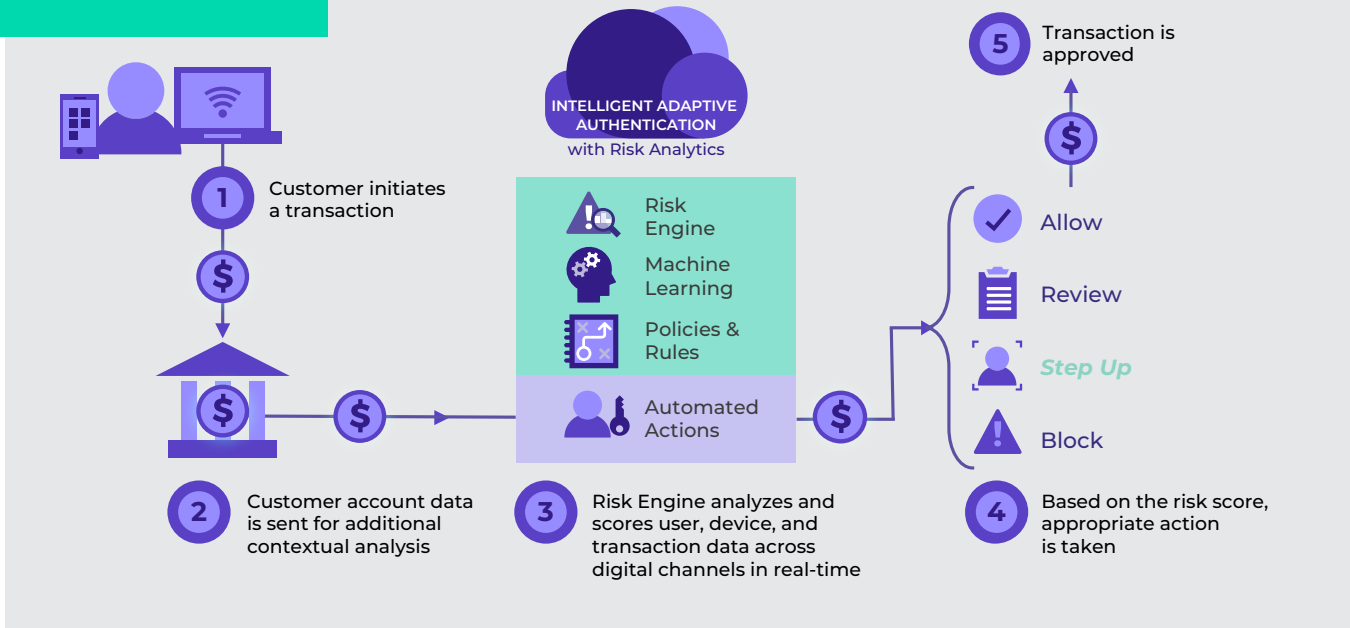 INTELLIGENT ADAPTIVE
AUTHENTICATION
with Risk Analytics
1
Customer initiates
a transaction
$
$
2
Customer account data
is sent for additional
contextual analysis
$
Risk
Engine
Machine
Learning
Policies &
Rules
Automated
Actions
3
Risk Engine analyzes and
scores user, device, and
transaction data across
digital channels in real-time
$
Allow
Review
Step Up
Block
4
Based on the risk score,
appropriate action
is taken
$
5
Transaction is
approved